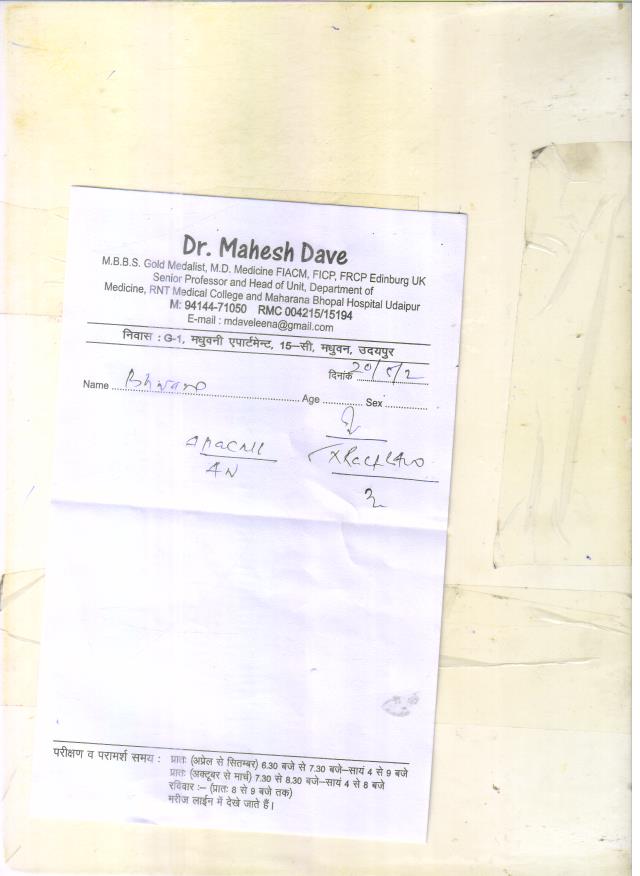 Dr. Mahesh Dave
M.B.B.S. Gold Medalist, M.D. Medicine FIACM, FICP, FRCP Edinburg UK
Senior Professor and Head of Unit, Department of
Medicine, RNT Medical College and Maharana Bhopal Hospital Udaipur
M: 94144-71050 RMC 004215/15194
E-mail : mdaveleena@gmail.com
निवास : G-1, मधुवनी एपार्टमेन्ट, 15–सी, मधुवन, उदयपुर
दिनांक
Name Age Sex
परीक्षण व परामर्श समय : प्रातः (अप्रेल से सितम्बर) 6.30 बजे से 7.30 बजे–सायं 4 से 9 बजे
प्रातः (अक्टूबर से मार्च) 7.30 से 8.30 बजे–सायं 4 से 8 बजे
रविवार :– (प्रातः 8 से 9 बजे तक)
मरीज लाईन में देखे जाते हैं।